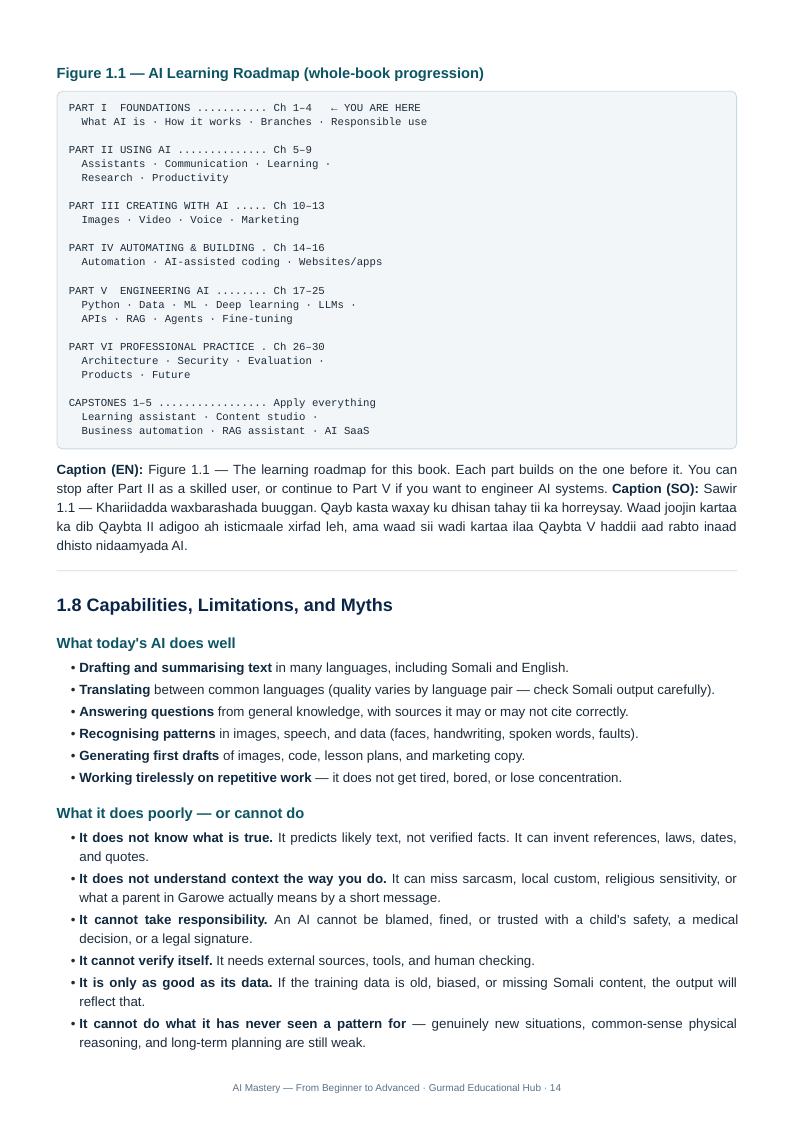 Figure 1.1 — AI Learning Roadmap (whole-book progression)
PART I  FOUNDATIONS ........... Ch 1–4   ← YOU ARE HERE
What AI is · How it works · Branches · Responsible use
PART II USING AI .............. Ch 5–9
Assistants · Communication · Learning ·
Research · Productivity
PART III CREATING WITH AI ..... Ch 10–13
Images · Video · Voice · Marketing
PART IV AUTOMATING & BUILDING . Ch 14–16
Automation · AI-assisted coding · Websites/apps
PART V  ENGINEERING AI ........ Ch 17–25
Python · Data · ML · Deep learning · LLMs ·
APIs · RAG · Agents · Fine-tuning
PART VI PROFESSIONAL PRACTICE . Ch 26–30
Architecture · Security · Evaluation ·
Products · Future
CAPSTONES 1–5 ................. Apply everything
Learning assistant · Content studio ·
Business automation · RAG assistant · AI SaaS
Caption (EN): Figure 1.1 — The learning roadmap for this book. Each part builds on the one before it. You can
stop after Part II as a skilled user, or continue to Part V if you want to engineer AI systems. Caption (SO): Sawir
1.1 — Khariidadda waxbarashada buuggan. Qayb kasta waxay ku dhisan tahay tii ka horreysay. Waad joojin kartaa
ka dib Qaybta II adigoo ah isticmaale xirfad leh, ama waad sii wadi kartaa ilaa Qaybta V haddii aad rabto inaad
dhisto nidaamyada AI.
1.8 Capabilities, Limitations, and Myths
What today's AI does well
• Drafting and summarising text in many languages, including Somali and English.
• Translating between common languages (quality varies by language pair — check Somali output carefully).
• Answering questions from general knowledge, with sources it may or may not cite correctly.
• Recognising patterns in images, speech, and data (faces, handwriting, spoken words, faults).
• Generating first drafts of images, code, lesson plans, and marketing copy.
• Working tirelessly on repetitive work — it does not get tired, bored, or lose concentration.
What it does poorly — or cannot do
• It does not know what is true. It predicts likely text, not verified facts. It can invent references, laws, dates,
and quotes.
• It does not understand context the way you do. It can miss sarcasm, local custom, religious sensitivity, or
what a parent in Garowe actually means by a short message.
• It cannot take responsibility. An AI cannot be blamed, fined, or trusted with a child's safety, a medical
decision, or a legal signature.
• It cannot verify itself. It needs external sources, tools, and human checking.
• It is only as good as its data. If the training data is old, biased, or missing Somali content, the output will
reflect that.
• It cannot do what it has never seen a pattern for — genuinely new situations, common-sense physical
reasoning, and long-term planning are still weak.
AI Mastery — From Beginner to Advanced · Gurmad Educational Hub · 14